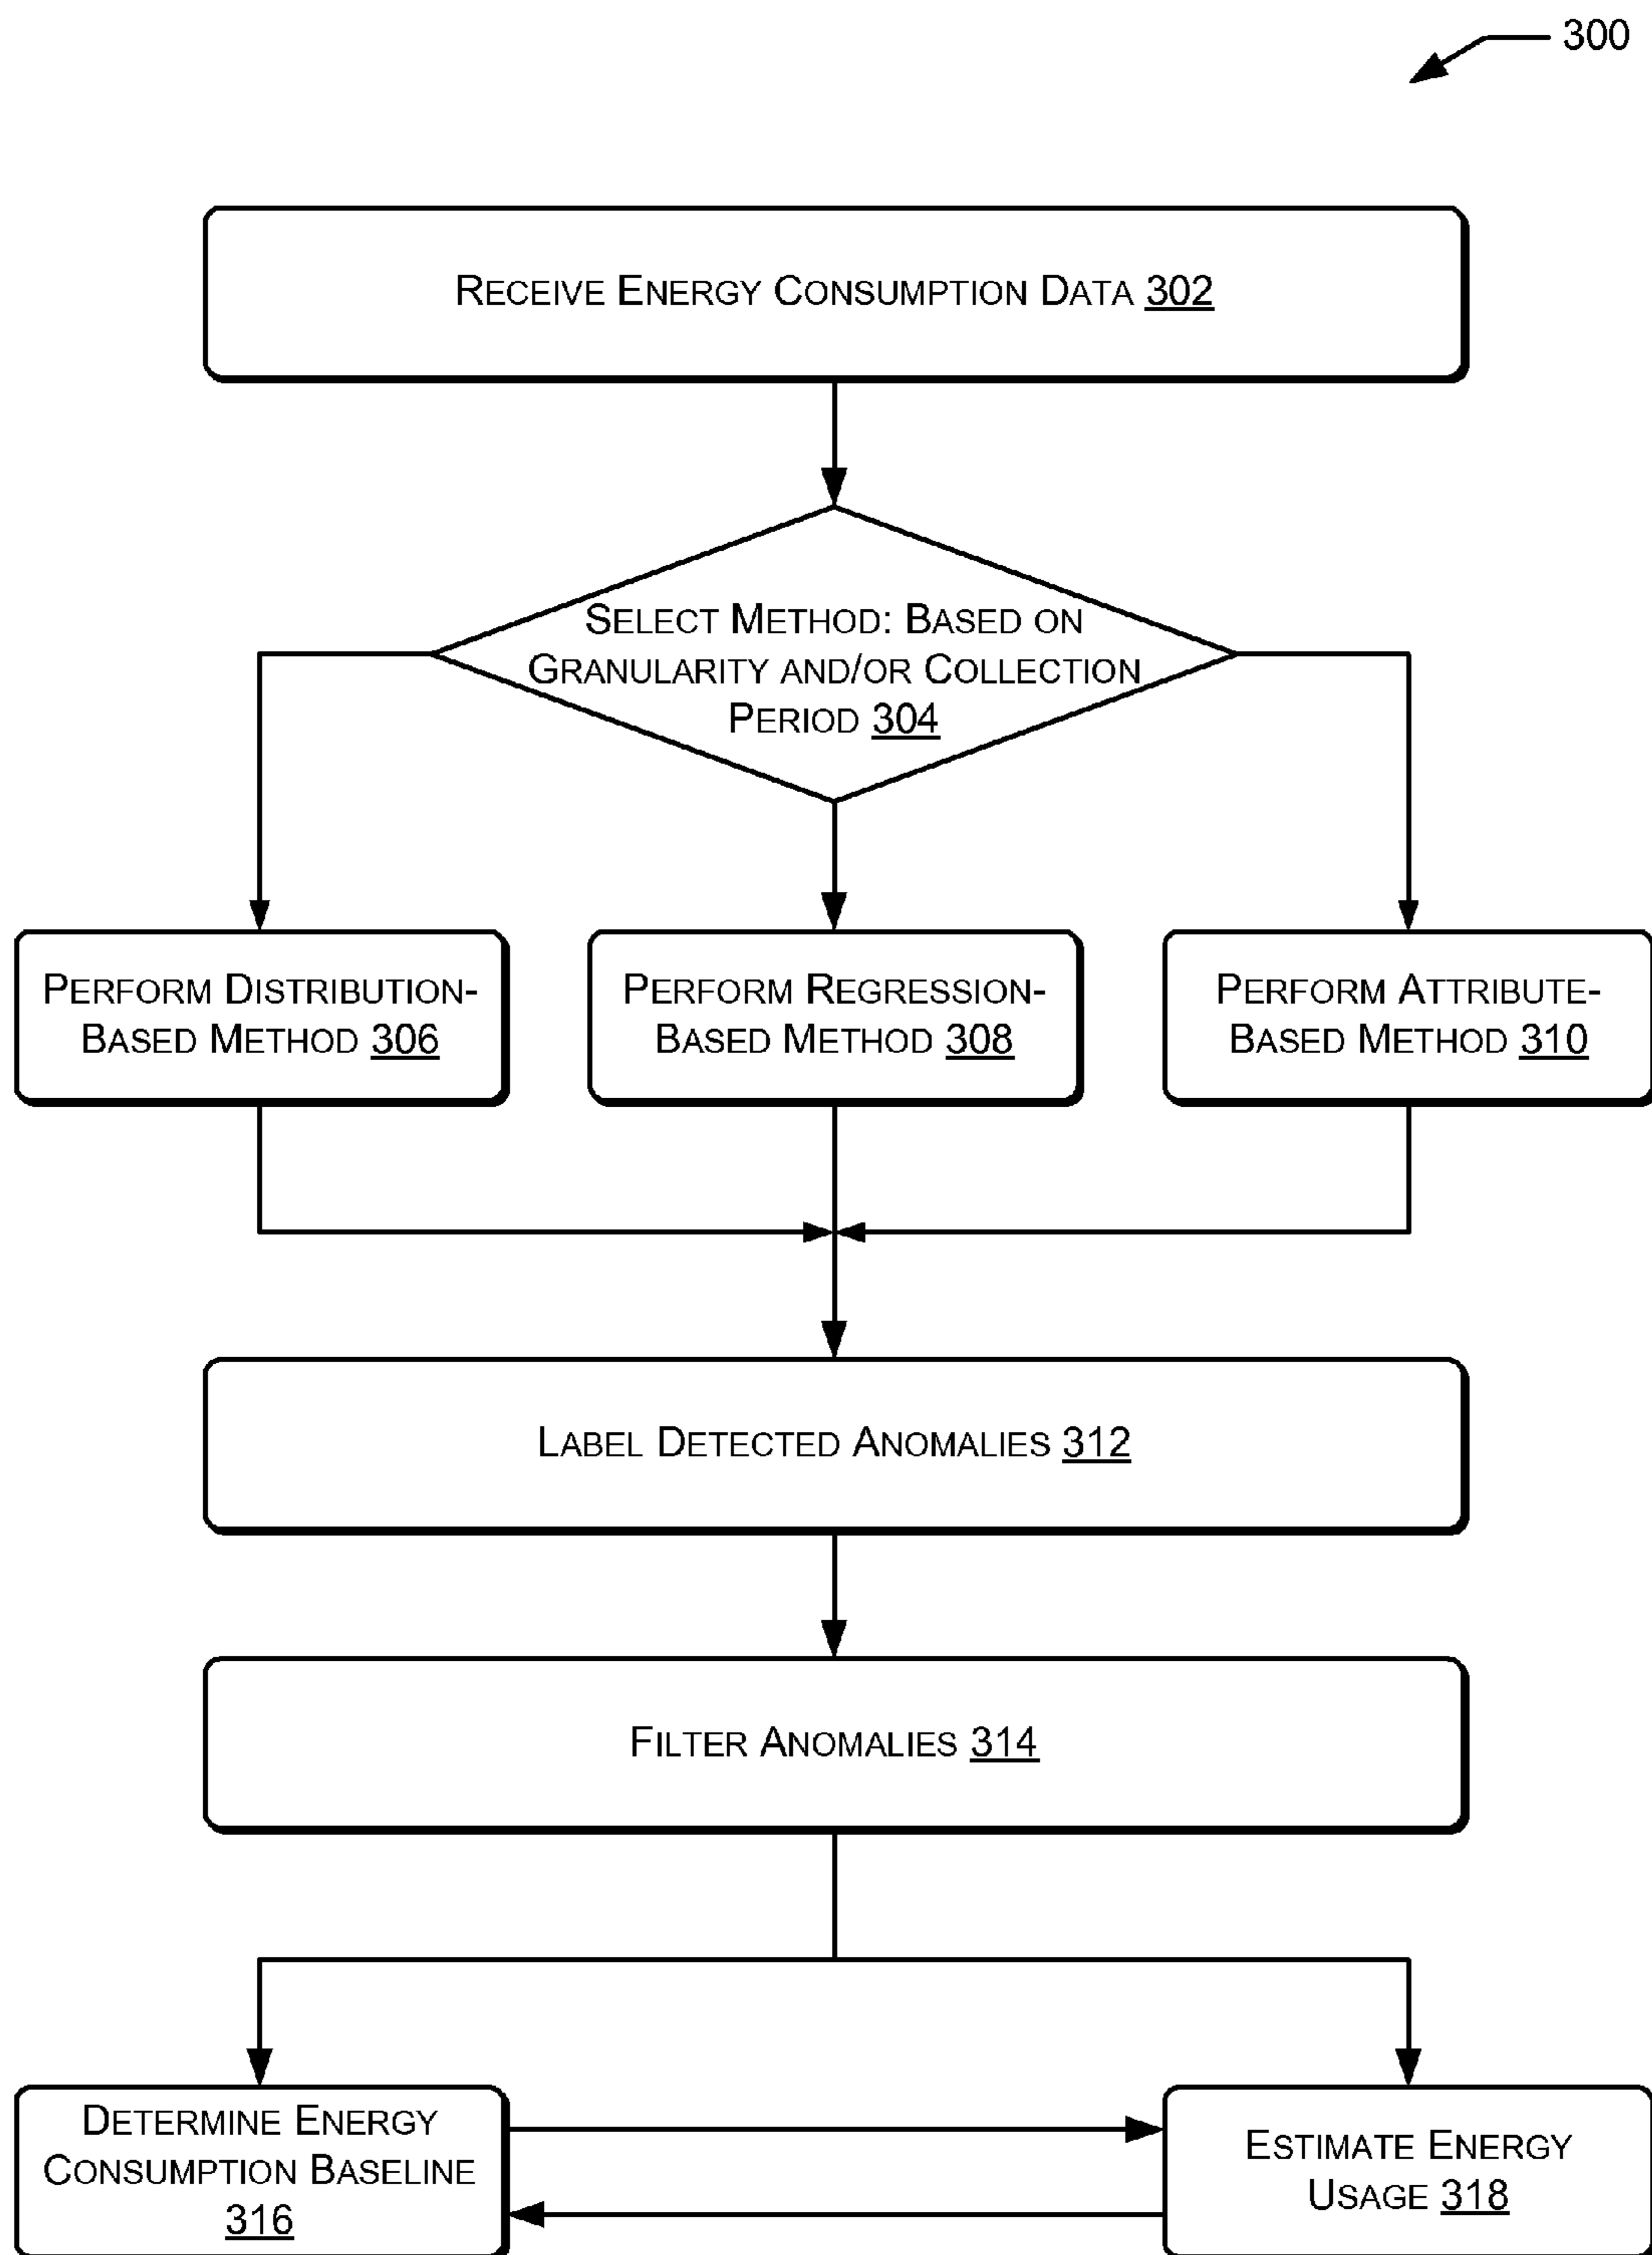 300
RECEIVE ENERGY CONSUMPTION DATA 302
SELECT METHOD: BASED ON
GRANULARITY AND/OR COLLECTION
PERIOD 304
PERFORM DISTRIBUTION-
BASED METHOD 306
PERFORM REGRESSION-
BASED METHOD 308
PERFORM ATTRIBUTE-
BASED METHOD 310
LABEL DETECTED ANOMALIES 312
FILTER ANOMALIES 314
DETERMINE ENERGY
CONSUMPTION BASELINE
316
ESTIMATE ENERGY
USAGE 318